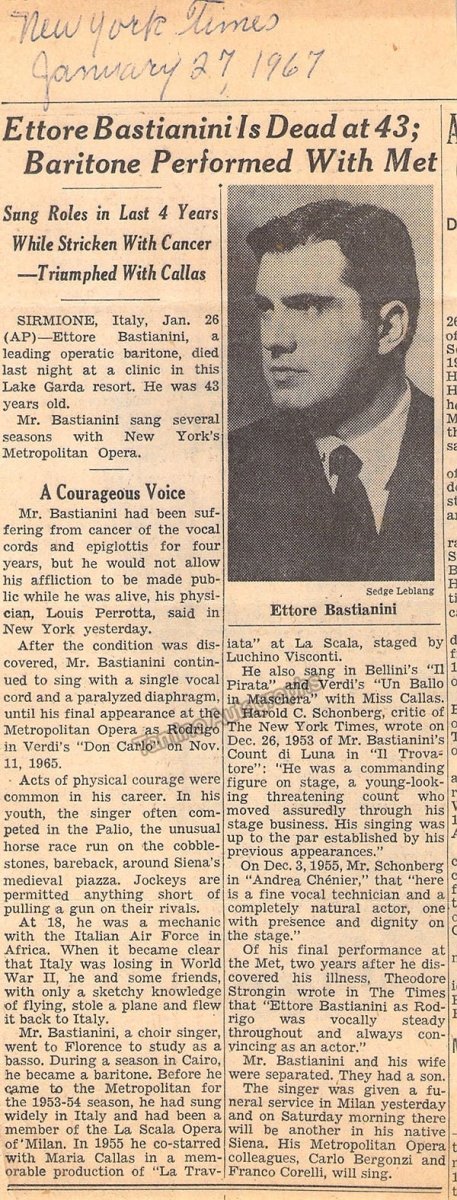 New York Times
January 27, 1967
Ettore Bastianini Is Dead at 43;
Baritone Performed With Met
Sung Roles in Last 4 Years
While Stricken With Cancer
—Triumphed With Callas
SIRMIONE, Italy, Jan. 26
(AP)—Ettore Bastianini, a
leading operatic baritone, died
last night at a clinic in this
Lake Garda resort. He was 43
years old.
Mr. Bastianini sang several
seasons with New York's
Metropolitan Opera.
A Courageous Voice
Mr. Bastianini had been suf-
fering from cancer of the vocal
cords and epiglottis for four
years, but he would not allow
his affliction to be made pub-
lic while he was alive, his physi-
cian, Louis Perrotta, said in
New York yesterday.
After the condition was dis-
covered, Mr. Bastianini contin-
ued to sing with a single vocal
cord and a paralyzed diaphragm,
until his final appearance at the
Metropolitan Opera as Rodrigo
in Verdi's "Don Carlo" on Nov.
11, 1965.
Acts of physical courage were
common in his career. In his
youth, the singer often com-
peted in the Palio, the unusual
horse race run on the cobble-
stones, bareback, around Siena's
medieval piazza. Jockeys are
permitted anything short of
pulling a gun on their rivals.
At 18, he was a mechanic
with the Italian Air Force in
Africa. When it became clear
that Italy was losing in World
War II, he and some friends,
with only a sketchy knowledge
of flying, stole a plane and flew
it back to Italy.
Mr. Bastianini, a choir singer,
went to Florence to study as a
basso. During a season in Cairo,
he became a baritone. Before he
came to the Metropolitan for
the 1953-54 season, he had sung
widely in Italy and had been a
member of the La Scala Opera
of Milan. In 1955 he co-starred
with Maria Callas in a mem-
orable production of "La Trav-
Sedge Leblang
Ettore Bastianini
iata" at La Scala, staged by
Luchino Visconti.
He also sang in Bellini's "Il
Pirata" and Verdi's "Un Ballo
in Maschera" with Miss Callas.
Harold C. Schonberg, critic of
The New York Times, wrote on
Dec. 26, 1953 of Mr. Bastianini's
Count di Luna in "Il Trova-
tore": "He was a commanding
figure on stage, a young-look-
ing threatening count who
moved assuredly through his
stage business. His singing was
up to the par established by his
previous appearances."
On Dec. 3, 1955, Mr. Schonberg
in "Andrea Chénier," that "here
is a fine vocal technician and a
completely natural actor, one
with presence and dignity on
the stage."
Of his final performance at
the Met, two years after he dis-
covered his illness, Theodore
Strongin wrote in The Times
that "Ettore Bastianini as Rod-
rigo was vocally steady
throughout and always con-
vincing as an actor."
Mr. Bastianini and his wife
were separated. They had a son.
The singer was given a fu-
neral service in Milan yesterday
and on Saturday morning there
will be another in his native
Siena. His Metropolitan Opera
colleagues, Carlo Bergonzi and
Franco Corelli, will sing.